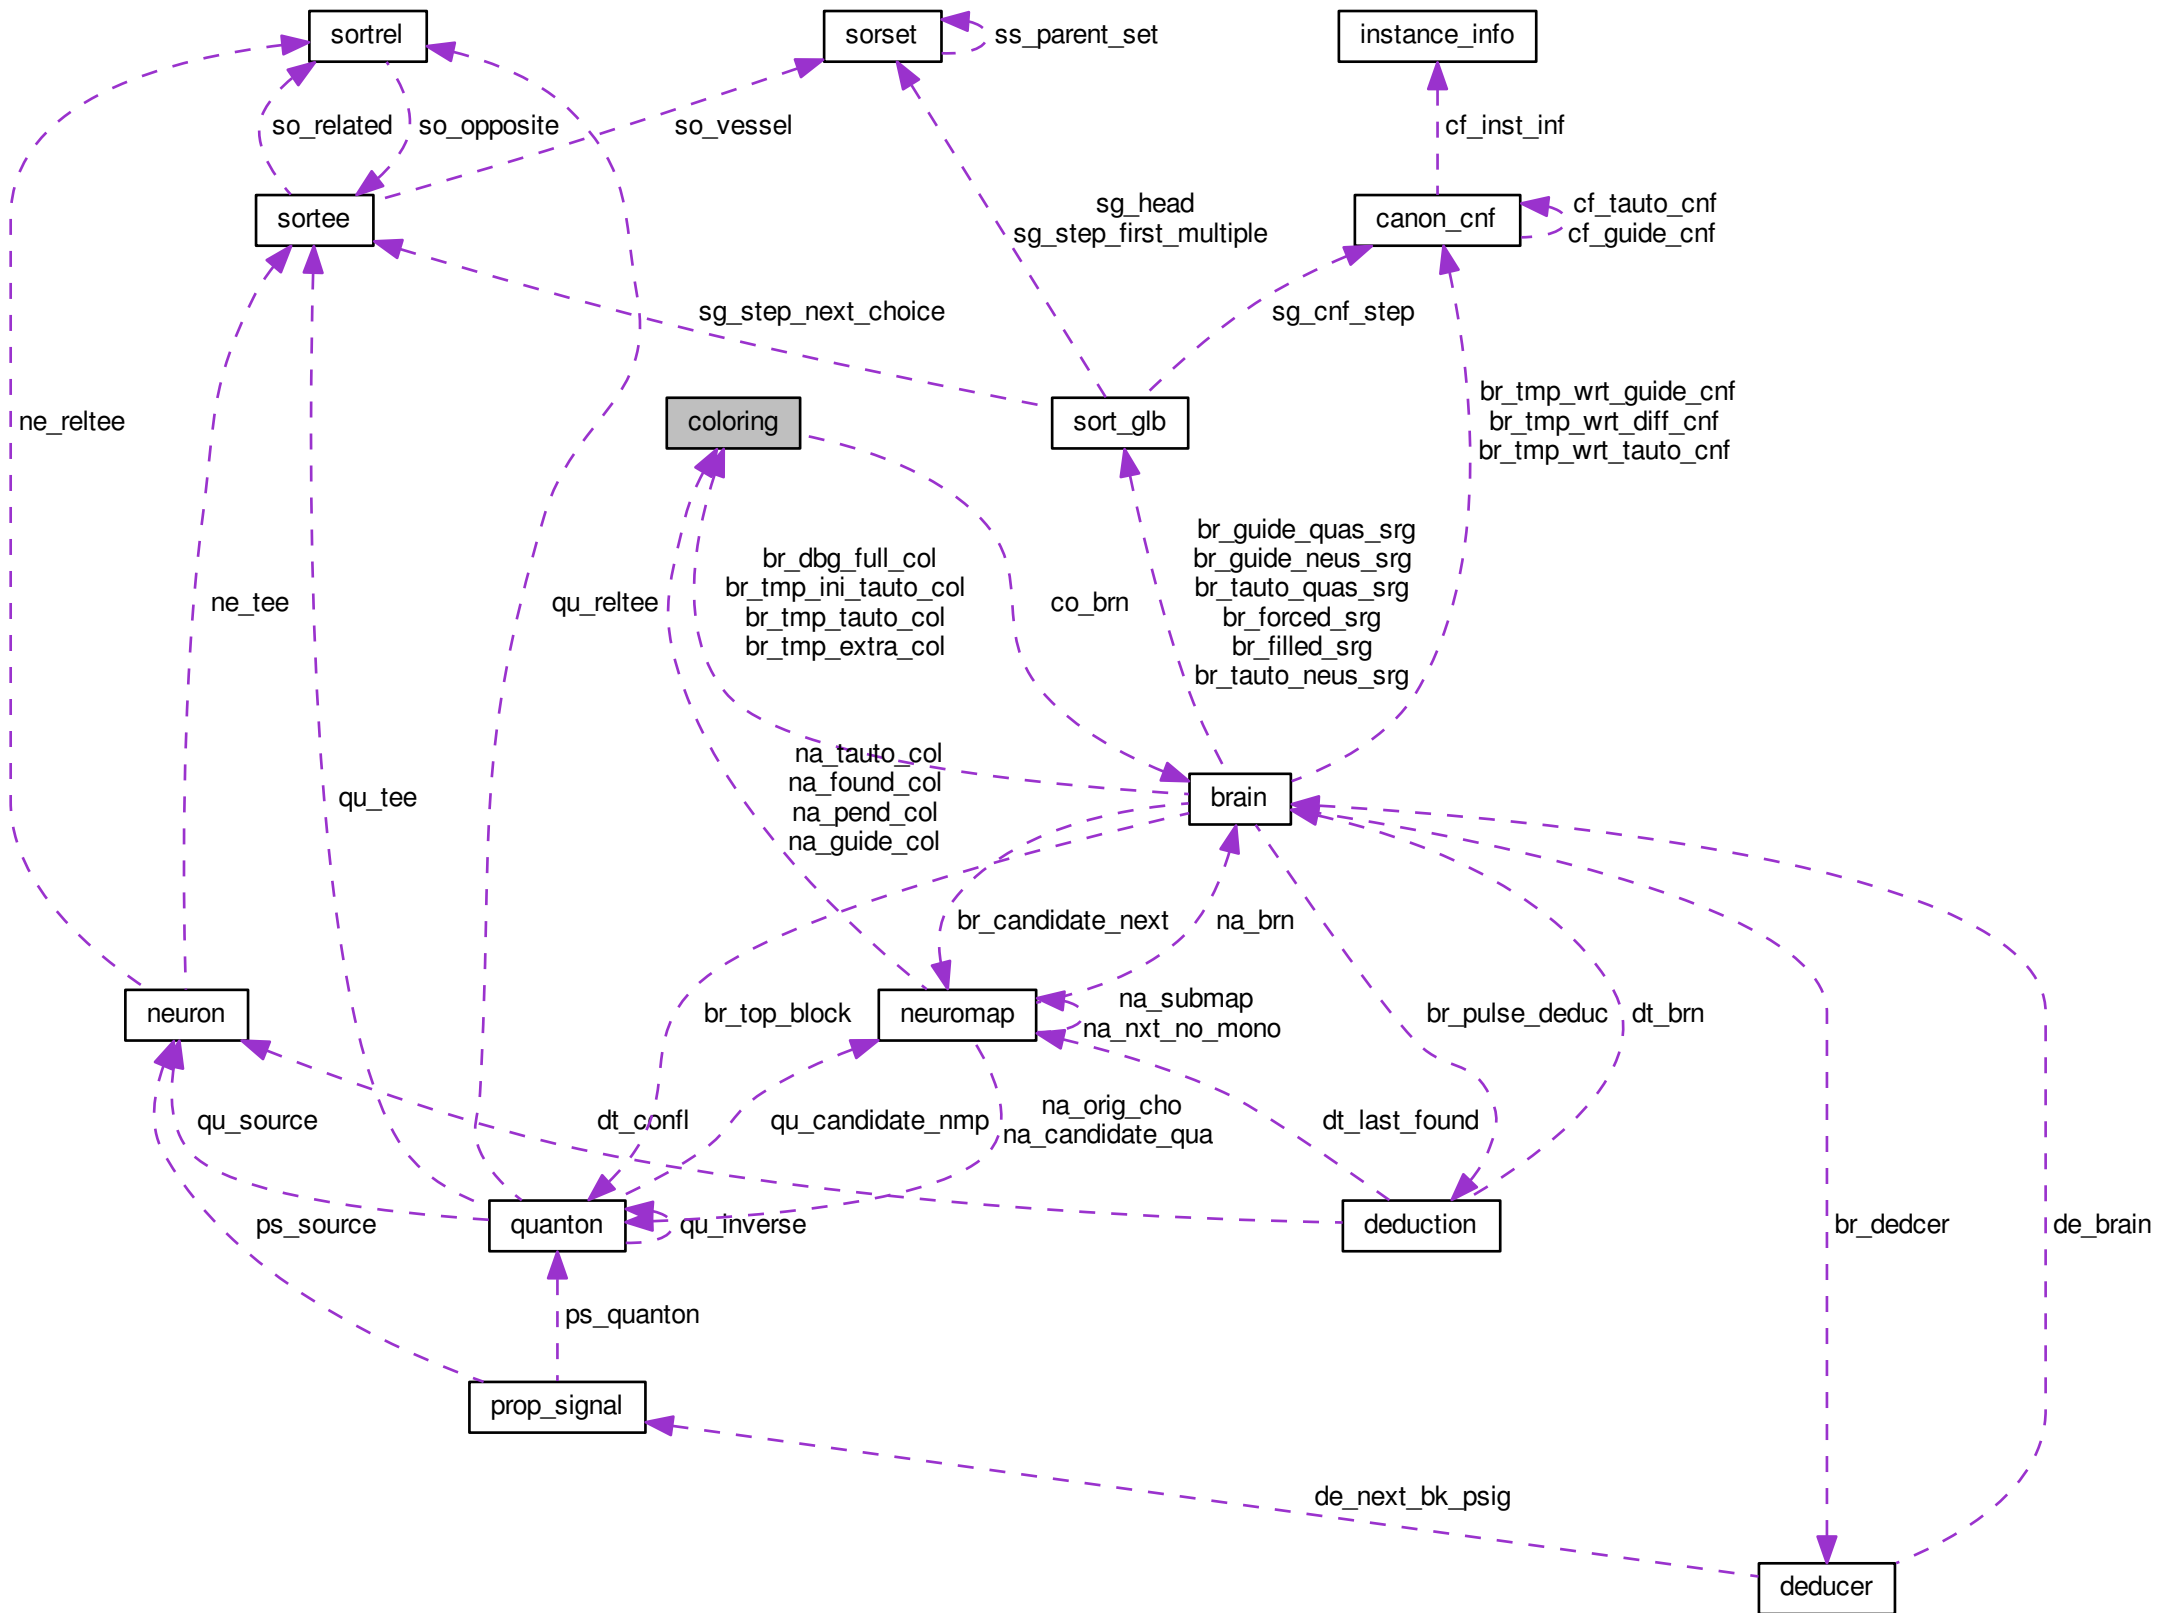 sortrel
sorset
ss_parent_set
instance_info
so_related
so_opposite
so_vessel
cf_inst_inf
sortee
sg_head
sg_step_first_multiple
canon_cnf
cf_tauto_cnf
cf_guide_cnf
sg_step_next_choice
sg_cnf_step
ne_reltee
coloring
sort_glb
br_tmp_wrt_guide_cnf
br_tmp_wrt_diff_cnf
br_tmp_wrt_tauto_cnf
ne_tee
qu_reltee
br_dbg_full_col
br_tmp_ini_tauto_col
br_tmp_tauto_col
br_tmp_extra_col
co_brn
br_guide_quas_srg
br_guide_neus_srg
br_tauto_quas_srg
br_forced_srg
br_filled_srg
br_tauto_neus_srg
qu_tee
na_tauto_col
na_found_col
na_pend_col
na_guide_col
brain
br_candidate_next
na_brn
neuron
br_top_block
neuromap
na_submap
na_nxt_no_mono
br_pulse_deduc
dt_brn
qu_source
dt_confl
qu_candidate_nmp
na_orig_cho
na_candidate_qua
dt_last_found
ps_source
quanton
qu_inverse
deduction
br_dedcer
de_brain
ps_quanton
prop_signal
de_next_bk_psig
deducer